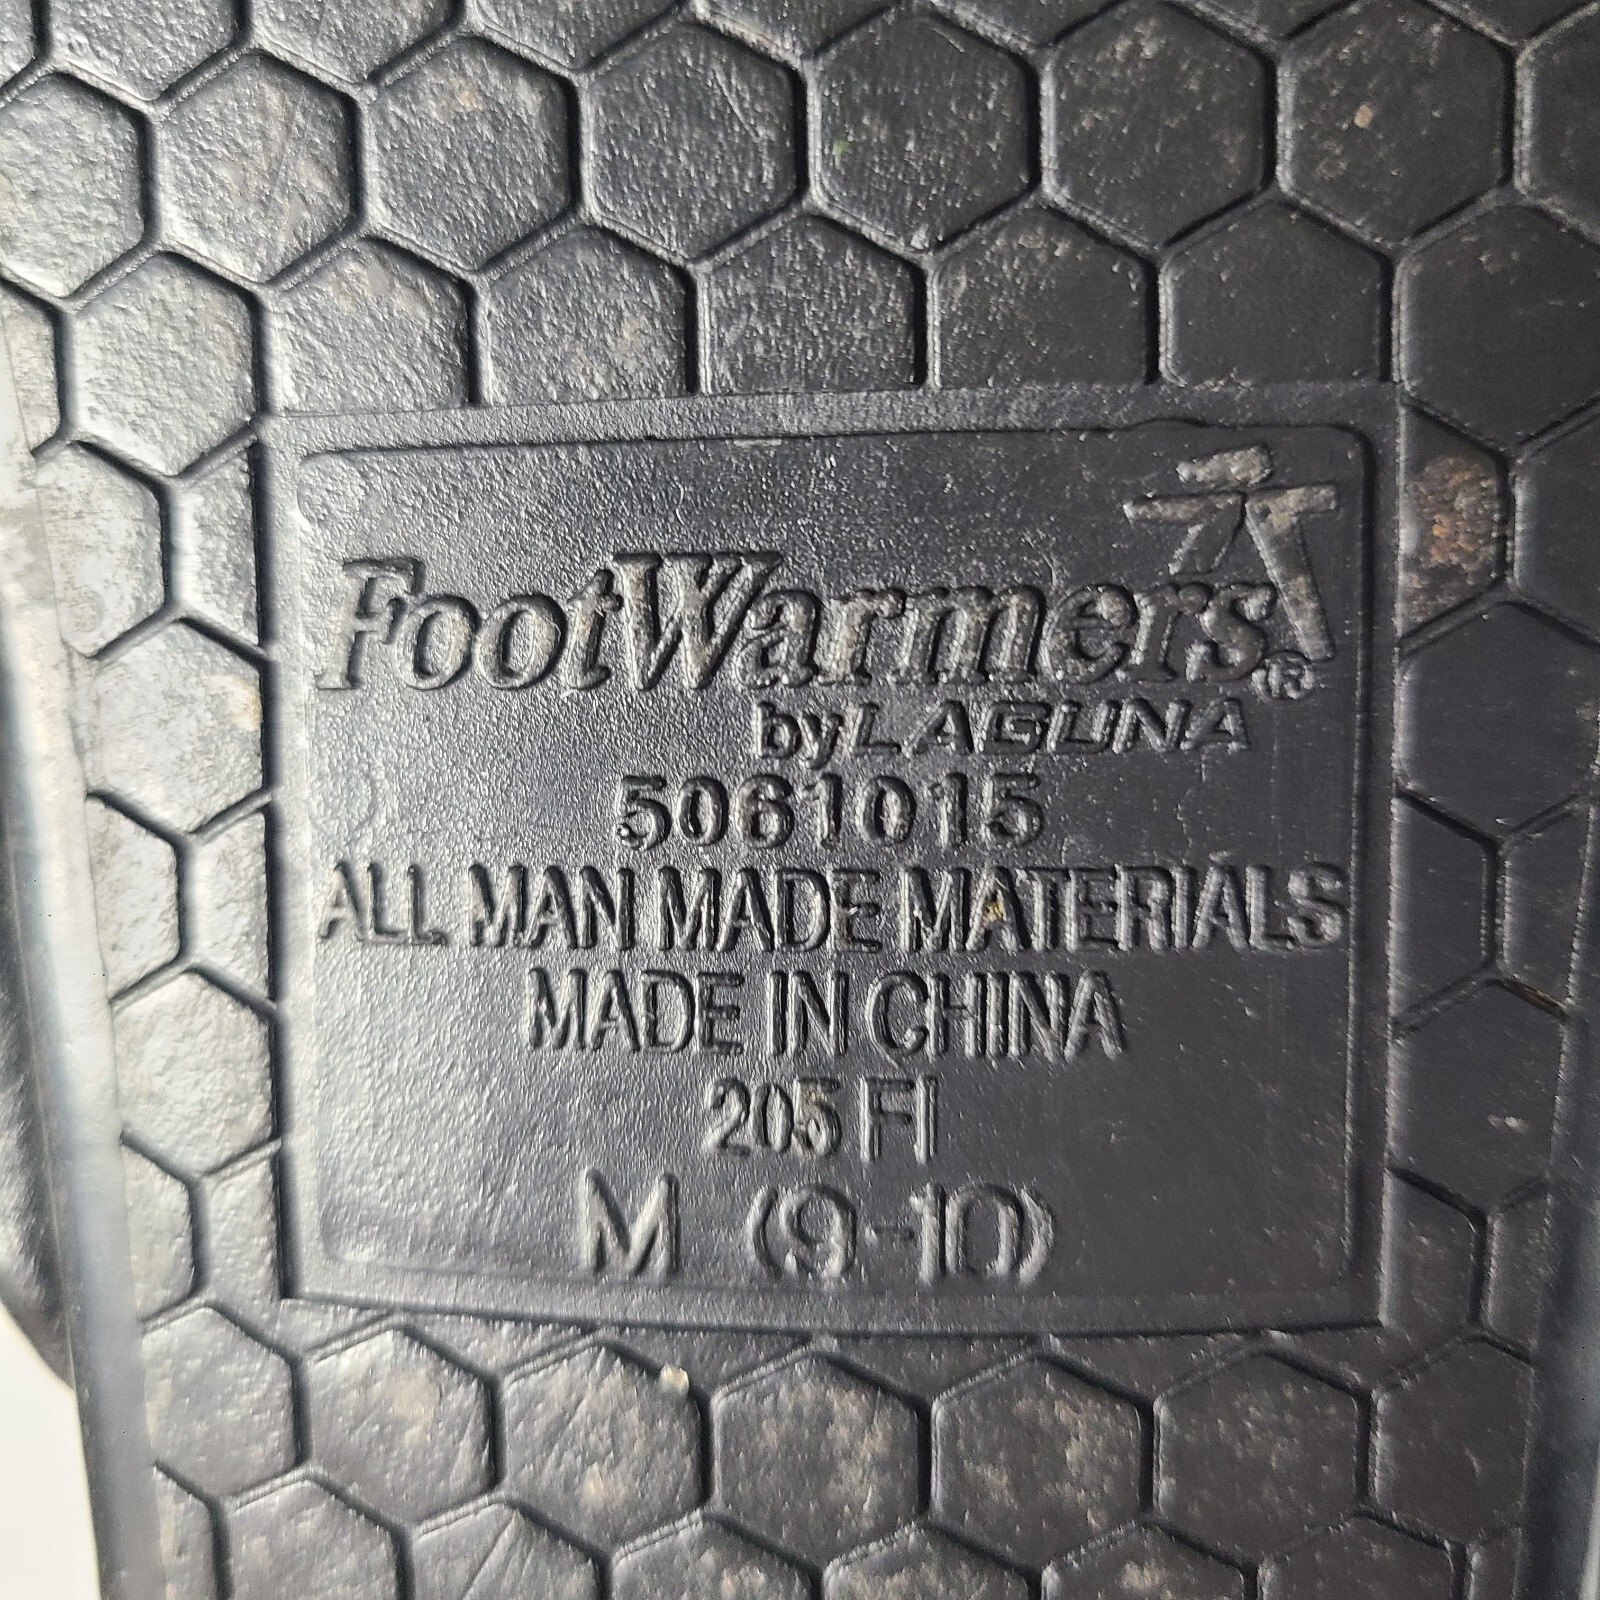 FootWarmers®
by LAGUNA
5061015
ALL MAN MADE MATERIALS
MADE IN CHINA
205 FI
M (9-10)